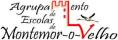 Agrupamento
de Escolas de
Montemor-o-Velho